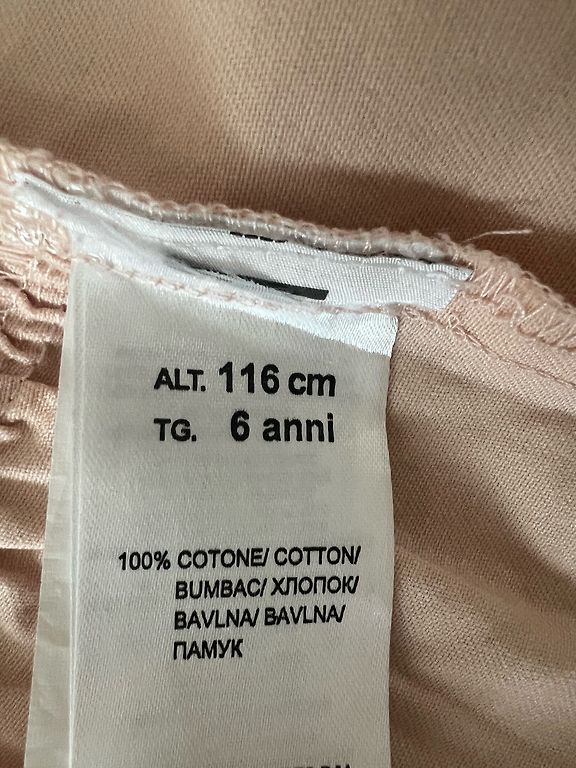 ALT. 116 cm
TG. 6 anni
100% COTONE/ COTTON/
BUMBAC/ ХЛОПОК/
BAVLNA/ BAVLNA/
ПАМУК